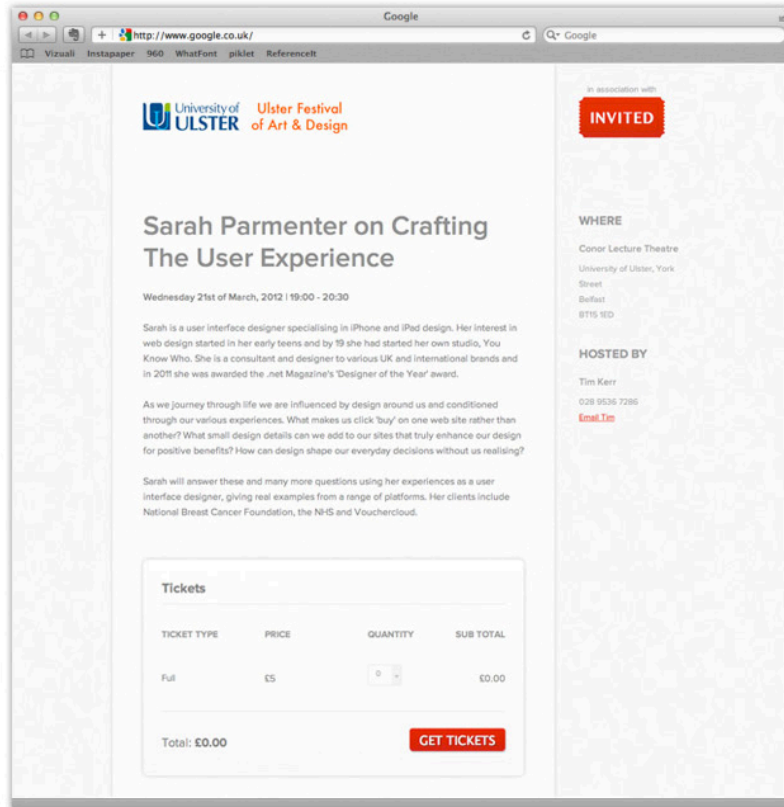 Google
http://www.google.co.uk/
Google
Vizuali Instapaper 960 WhatFont piklet ReferenceIt
University of
ULSTER
Ulster Festival
of Art & Design
in association with
INVITED
Sarah Parmenter on Crafting
The User Experience
Wednesday 21st of March, 2012 | 19:00 - 20:30
Sarah is a user interface designer specialising in iPhone and iPad design. Her interest in
web design started in her early teens and by 19 she had started her own studio, You
Know Who. She is a consultant and designer to various UK and international brands and
in 2011 she was awarded the .net Magazine's 'Designer of the Year' award.
As we journey through life we are influenced by design around us and conditioned
through our various experiences. What makes us click 'buy' on one web site rather than
another? What small design details can we add to our sites that truly enhance our design
for positive benefits? How can design shape our everyday decisions without us realising?
Sarah will answer these and many more questions using her experiences as a user
interface designer, giving real examples from a range of platforms. Her clients include
National Breast Cancer Foundation, the NHS and Vouchercloud.
WHERE
Conor Lecture Theatre
University of Ulster, York
Street
Belfast
BT15 1ED
HOSTED BY
Tim Kerr
028 9536 7286
Email Tim
Tickets
TICKET TYPE PRICE QUANTITY SUB TOTAL
Full £5 0 £0.00
Total: £0.00
GET TICKETS